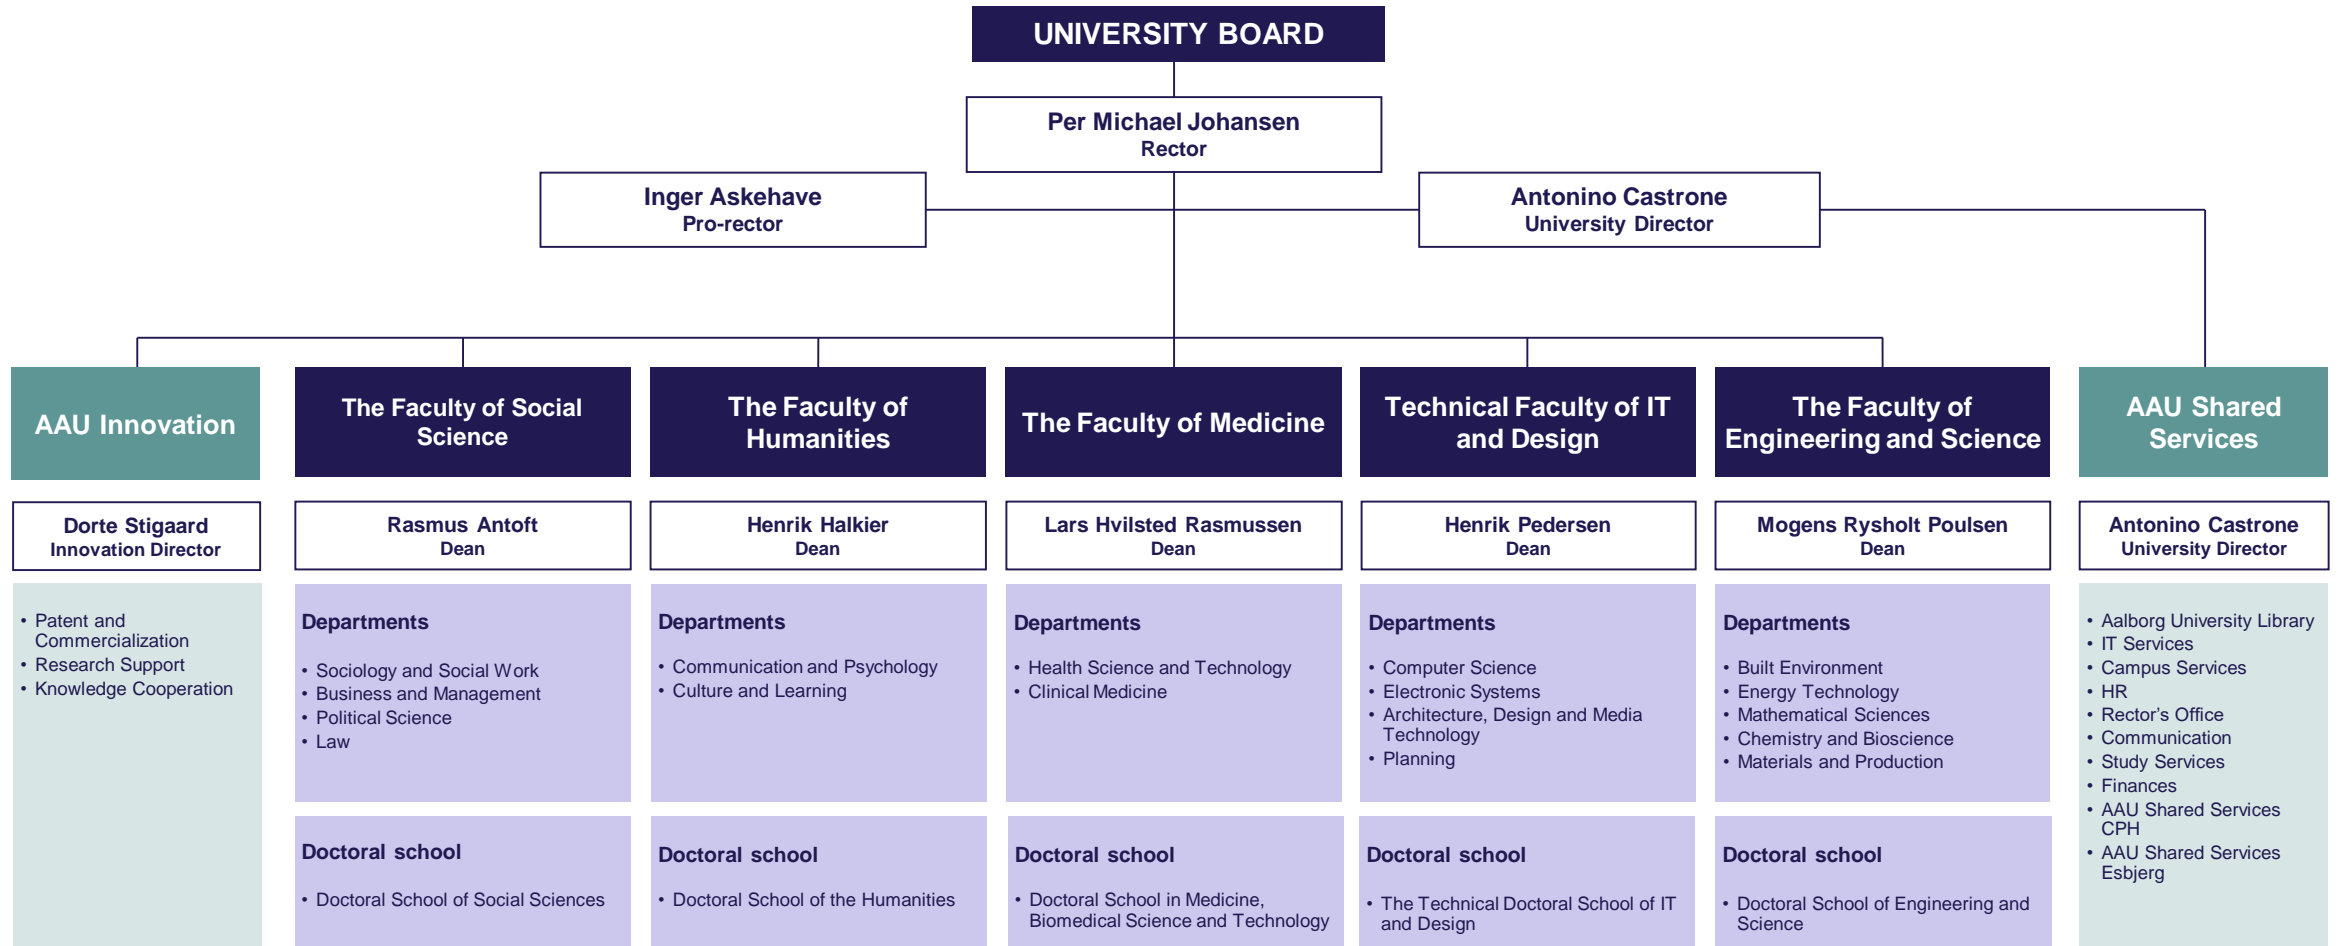 UNIVERSITY BOARD
Per Michael Johansen
Rector
Inger Askehave
Pro-rector
Antonino Castrone
University Director
AAU Innovation
Dorte Stigaard
Innovation Director
• Patent and
Commercialization
• Research Support
• Knowledge Cooperation
The Faculty of Social
Science
Rasmus Antoft
Dean
Departments
• Sociology and Social Work
• Business and Management
• Political Science
• Law
Doctoral school
• Doctoral School of Social Sciences
The Faculty of
Humanities
Henrik Halkier
Dean
Departments
• Communication and Psychology
• Culture and Learning
Doctoral school
• Doctoral School of the Humanities
The Faculty of Medicine
Lars Hvilsted Rasmussen
Dean
Departments
• Health Science and Technology
• Clinical Medicine
Doctoral school
• Doctoral School in Medicine,
Biomedical Science and Technology
Technical Faculty of IT
and Design
Henrik Pedersen
Dean
Departments
• Computer Science
• Electronic Systems
• Architecture, Design and Media
Technology
• Planning
Doctoral school
• The Technical Doctoral School of IT
and Design
The Faculty of
Engineering and Science
Mogens Rysholt Poulsen
Dean
Departments
• Built Environment
• Energy Technology
• Mathematical Sciences
• Chemistry and Bioscience
• Materials and Production
Doctoral school
• Doctoral School of Engineering and
Science
AAU Shared
Services
Antonino Castrone
University Director
• Aalborg University Library
• IT Services
• Campus Services
• HR
• Rector’s Office
• Communication
• Study Services
• Finances
• AAU Shared Services
CPH
• AAU Shared Services
Esbjerg